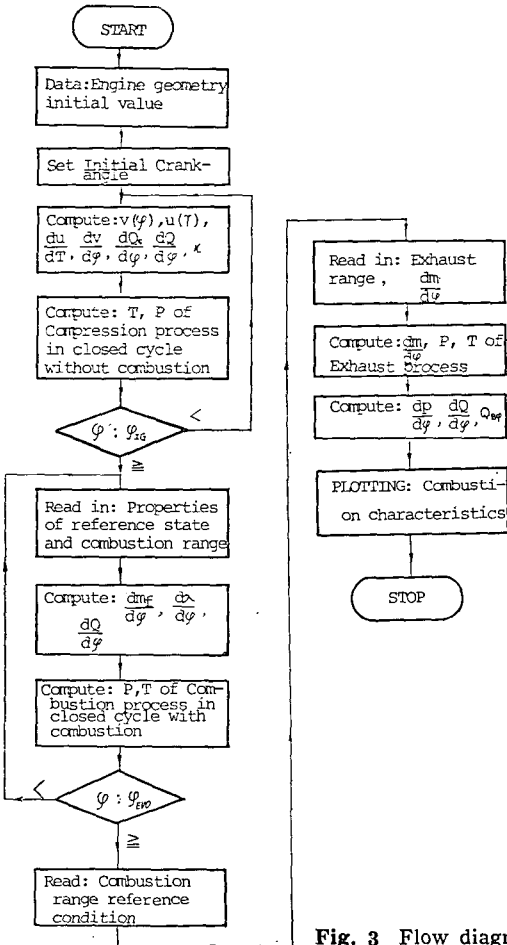 START
Data:Engine geometry
initial value
Set Initial Crank-
angle
Compute:v(φ),u(T),
du/dT, dv/dφ, dQ/dφ, dQ/dφ,
Compute: T, P of
Compression process
in closed cycle
without combustion
φ : φIG
<
≧
Read in: Properties
of reference state
and combustion range
Compute: dmf/dφ, dλ/dφ,
dQ/dφ
Compute: P,T of Com-
bustion process in
closed cycle with
combustion
<
φ : φEVO
≧
Read: Combustion
range reference
condition
Read in: Exhaust
range, dm/dφ
Compute: dm/dφ, P, T of
Exhaust process
Compute: dp/dφ, dQ/dφ,
PLOTTING: Combusti-
on characteristics
STOP
Fig. 3 Flow diagr